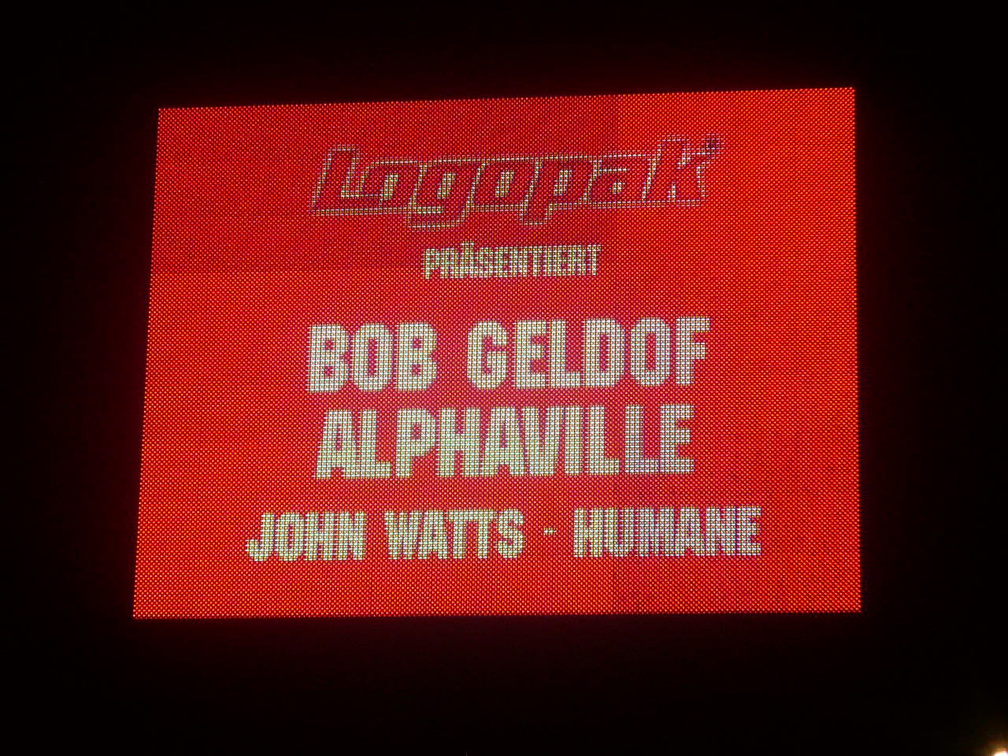 Logopak®
PRÄSENTIERT
BOB GELDOF
ALPHAVILLE
JOHN WATTS - HUMANE